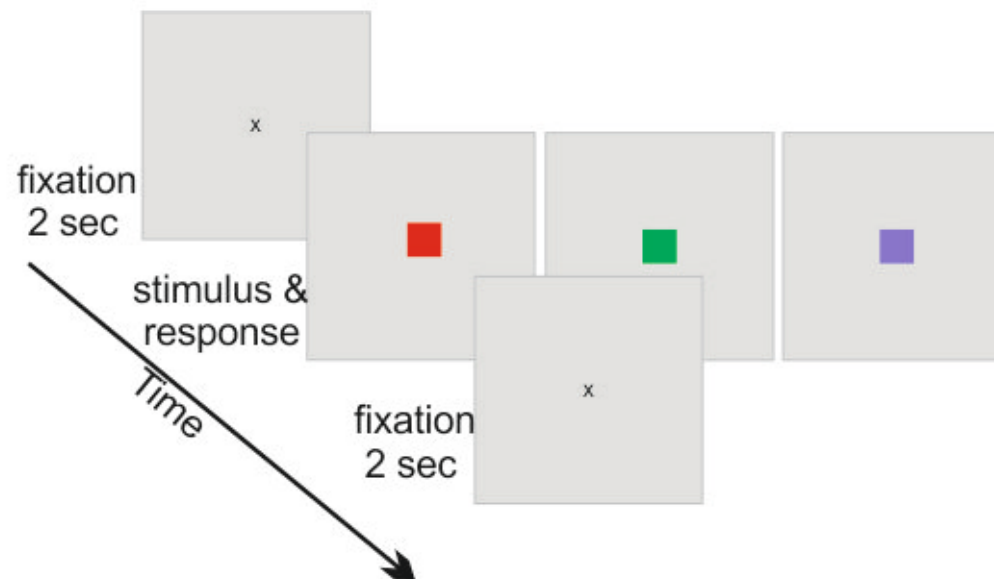 x
fixation
2 sec
stimulus &
response
Time
x
fixation
2 sec